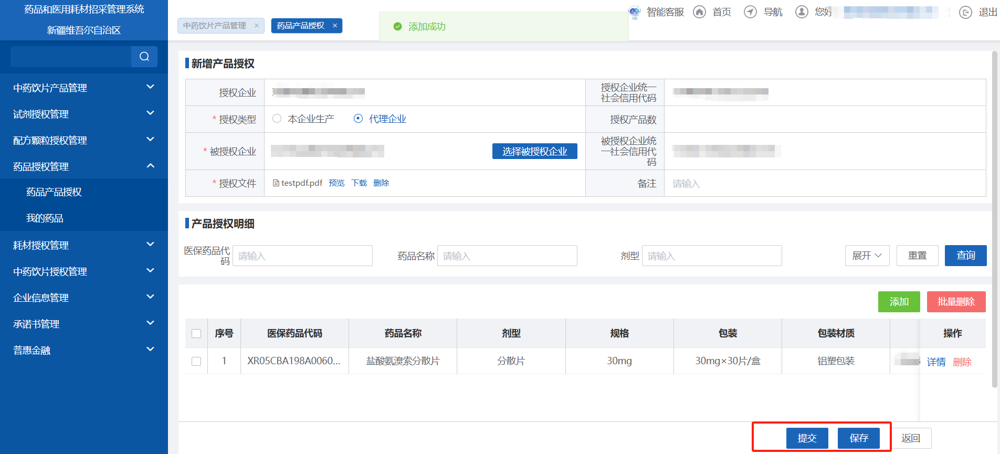 药品和医用耗材招采管理系统
新疆维吾尔自治区
中药饮片产品管理 ×
药品产品授权 ×
添加成功
智能客服 首页 导航 您好 退出
中药饮片产品管理
试剂授权管理
配方颗粒授权管理
药品授权管理
药品产品授权
我的药品
耗材授权管理
中药饮片授权管理
企业信息管理
承诺书管理
普惠金融
新增产品授权
授权企业
授权企业统一
社会信用代码
* 授权类型 本企业生产 代理企业
授权产品数
* 被授权企业 选择被授权企业
被授权企业统
一社会信用代
码
* 授权文件 testpdf.pdf 预览 下载 删除
备注 请输入
产品授权明细
医保药品代
码 请输入
药品名称 请输入
剂型 请输入
展开 重置 查询
添加 批量删除
序号 医保药品代码 药品名称 剂型 规格 包装 包装材质 操作
1 XR05CBA198A0060... 盐酸氨溴索分散片 分散片 30mg 30mg×30片/盒 铝塑包装 详情 删除
提交 保存 返回